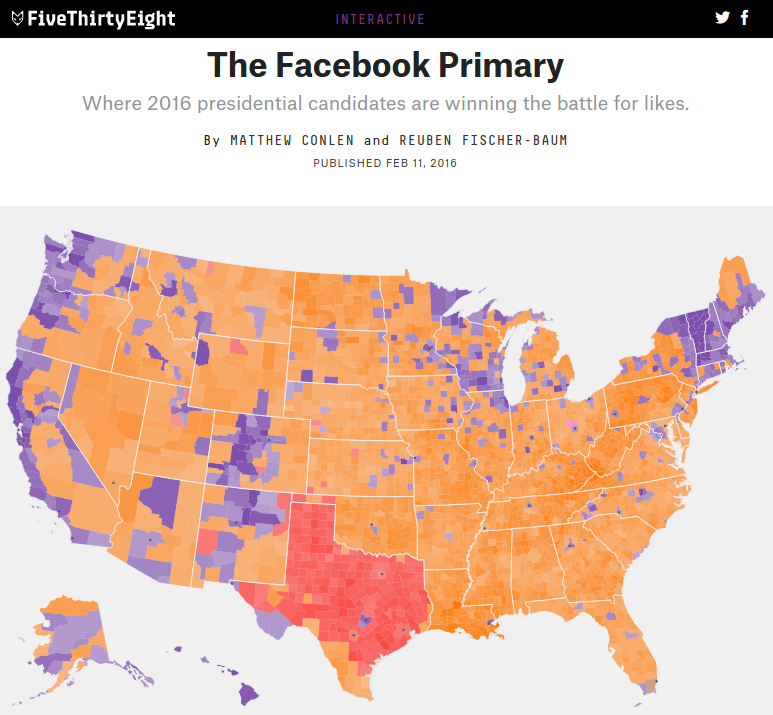 FiveThirtyEight
INTERACTIVE
The Facebook Primary
Where 2016 presidential candidates are winning the battle for likes.
By MATTHEW CONLEN and REUBEN FISCHER-BAUM
PUBLISHED FEB 11, 2016